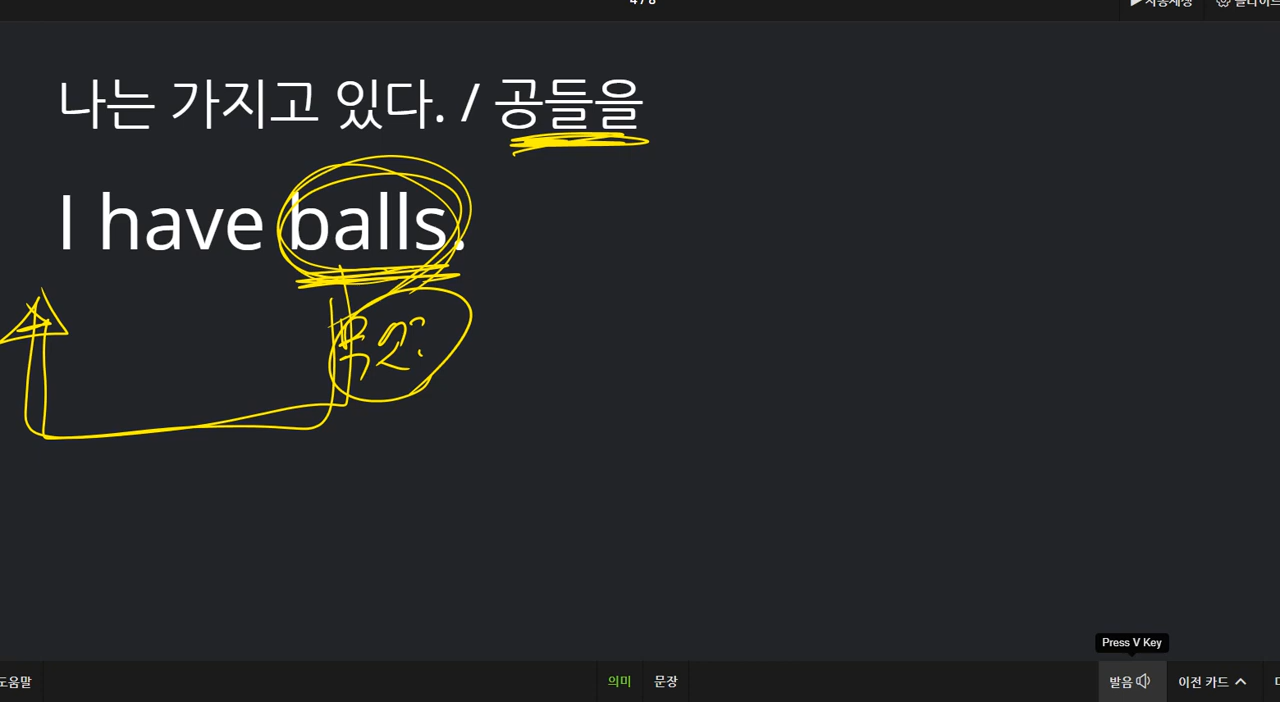 나는 가지고 있다. / 공들을
I have balls.
Press V Key
도움말
의미
문장
발음
이전 카드